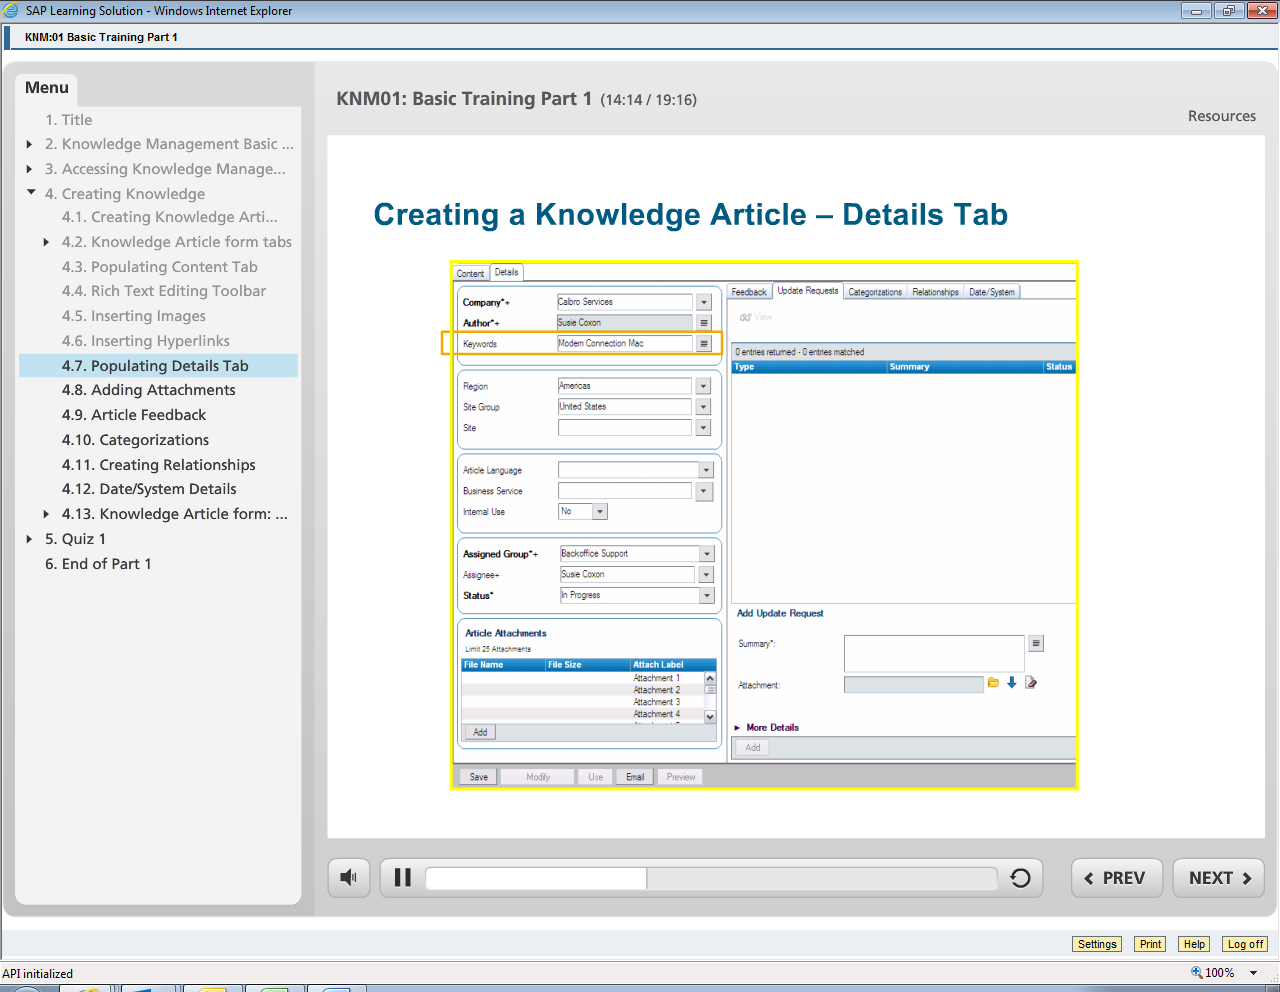 SAP Learning Solution - Windows Internet Explorer
KNM:01 Basic Training Part 1
Menu
1. Title
2. Knowledge Management Basic ...
3. Accessing Knowledge Manage...
4. Creating Knowledge
4.1. Creating Knowledge Arti...
4.2. Knowledge Article form tabs
4.3. Populating Content Tab
4.4. Rich Text Editing Toolbar
4.5. Inserting Images
4.6. Inserting Hyperlinks
4.7. Populating Details Tab
4.8. Adding Attachments
4.9. Article Feedback
4.10. Categorizations
4.11. Creating Relationships
4.12. Date/System Details
4.13. Knowledge Article form: ...
5. Quiz 1
6. End of Part 1
KNM01: Basic Training Part 1 (14:14 / 19:16)
Resources
Creating a Knowledge Article – Details Tab
Content Details
Company*+ Calbro Services
Author*+ Susie Coxon
Keywords Modem Connection Mac
Region Americas
Site Group United States
Site
Article Language
Business Service
Internal Use No
Assigned Group*+ Backoffice Support
Assignee+ Susie Coxon
Status* In Progress
Article Attachments
Limit 25 Attachments
File Name File Size Attach Label
Attachment 1
Attachment 2
Attachment 3
Attachment 4
Add
Feedback Update Requests Categorizations Relationships Date/System
View
0 entries returned - 0 entries matched
Type Summary Status
Add Update Request
Summary*:
Attachment:
More Details
Add
Save Modify Use Email Preview
PREV NEXT
Settings Print Help Log off
API initialized
100%